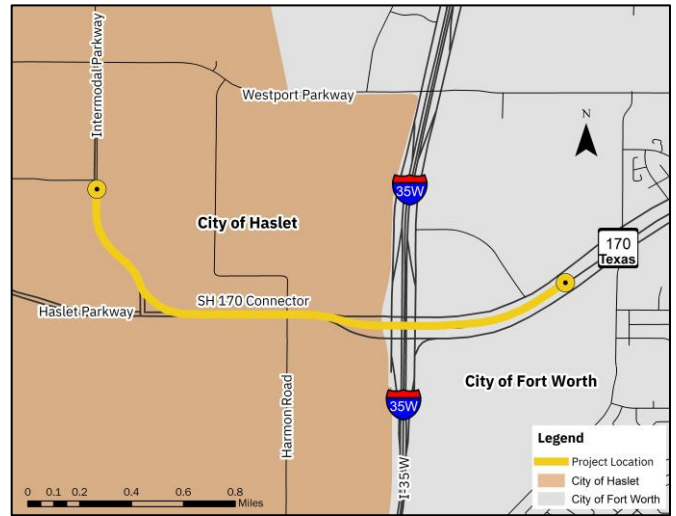 Intermodal Parkway
Westport Parkway
N
35W
City of Haslet
170
Texas
SH 170 Connector
Haslet Parkway
City of Fort Worth
35W
Harmon Road
I-35W
Legend
Project Location
City of Haslet
City of Fort Worth
0 0.1 0.2 0.4 0.6 0.8
Miles